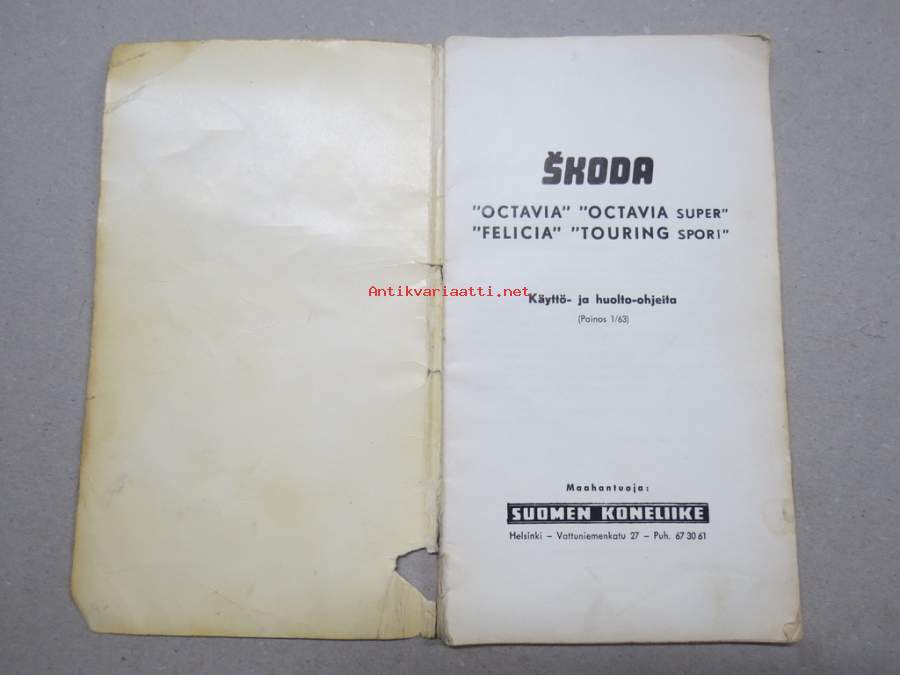 ŠKODA
"OCTAVIA" "OCTAVIA SUPER"
"FELICIA" "TOURING SPORT"
Antikvariaatti.net
Käyttö- ja huolto-ohjeita
(Painos 1/63)
Maahantuoja:
SUOMEN KONELIIKE
Helsinki – Vattuniemenkatu 27 – Puh. 67 30 61